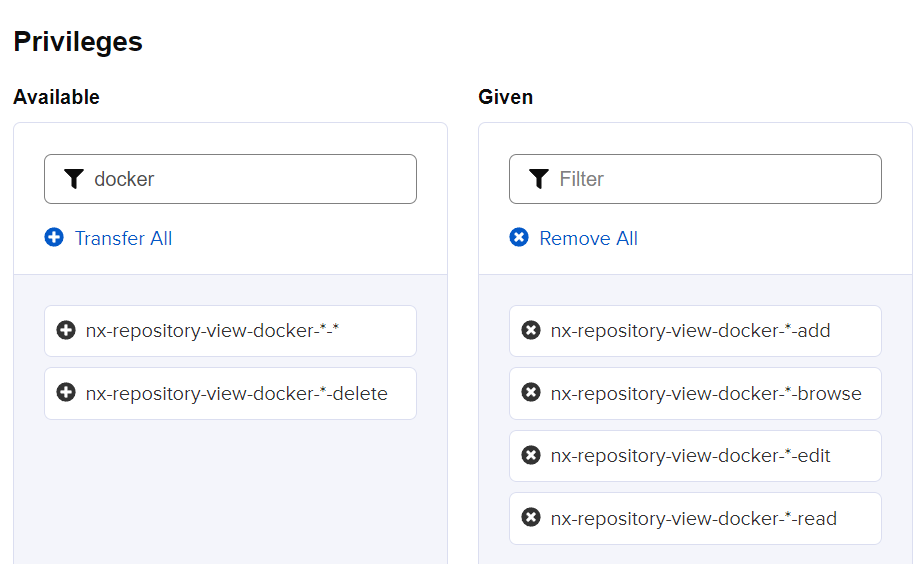 Privileges
Available
docker
Transfer All
nx-repository-view-docker-*-*
nx-repository-view-docker-*-delete
Given
Filter
Remove All
nx-repository-view-docker-*-add
nx-repository-view-docker-*-browse
nx-repository-view-docker-*-edit
nx-repository-view-docker-*-read